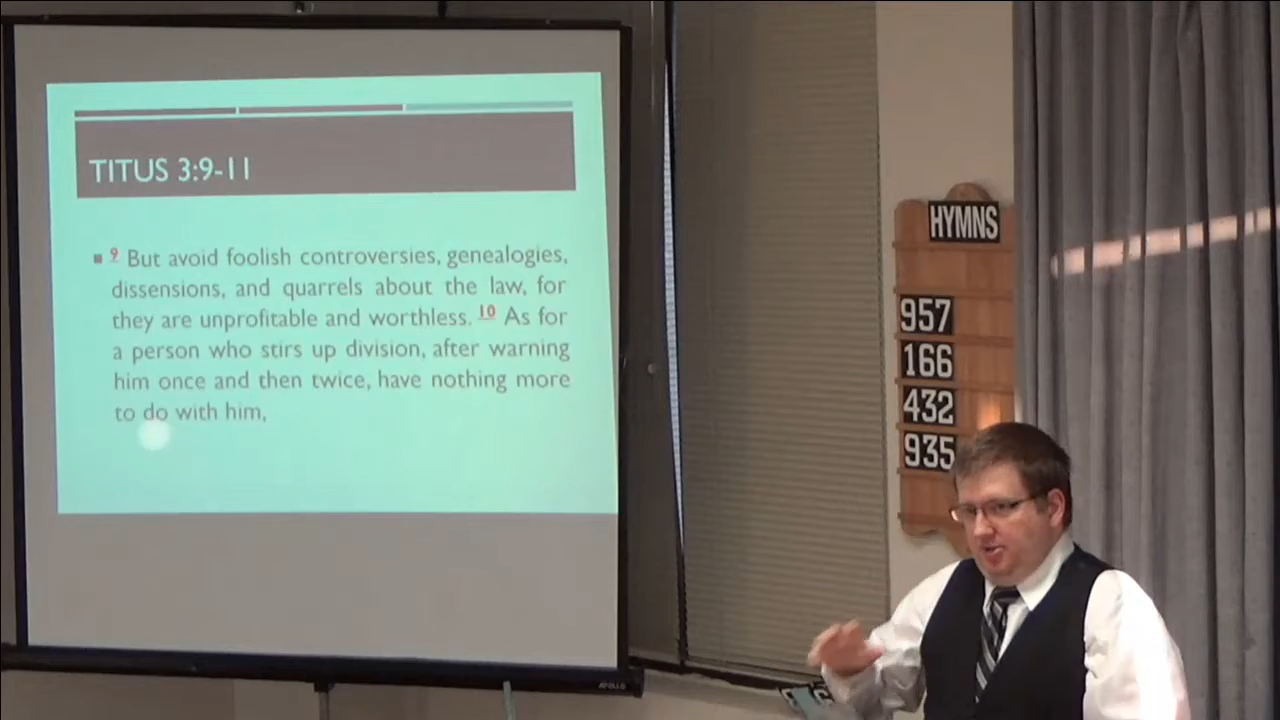 TITUS 3:9-11
■ 9 But avoid foolish controversies, genealogies,
dissensions, and quarrels about the law, for
they are unprofitable and worthless. 10 As for
a person who stirs up division, after warning
him once and then twice, have nothing more
to do with him,
HYMNS
957
166
432
935
APOLLO